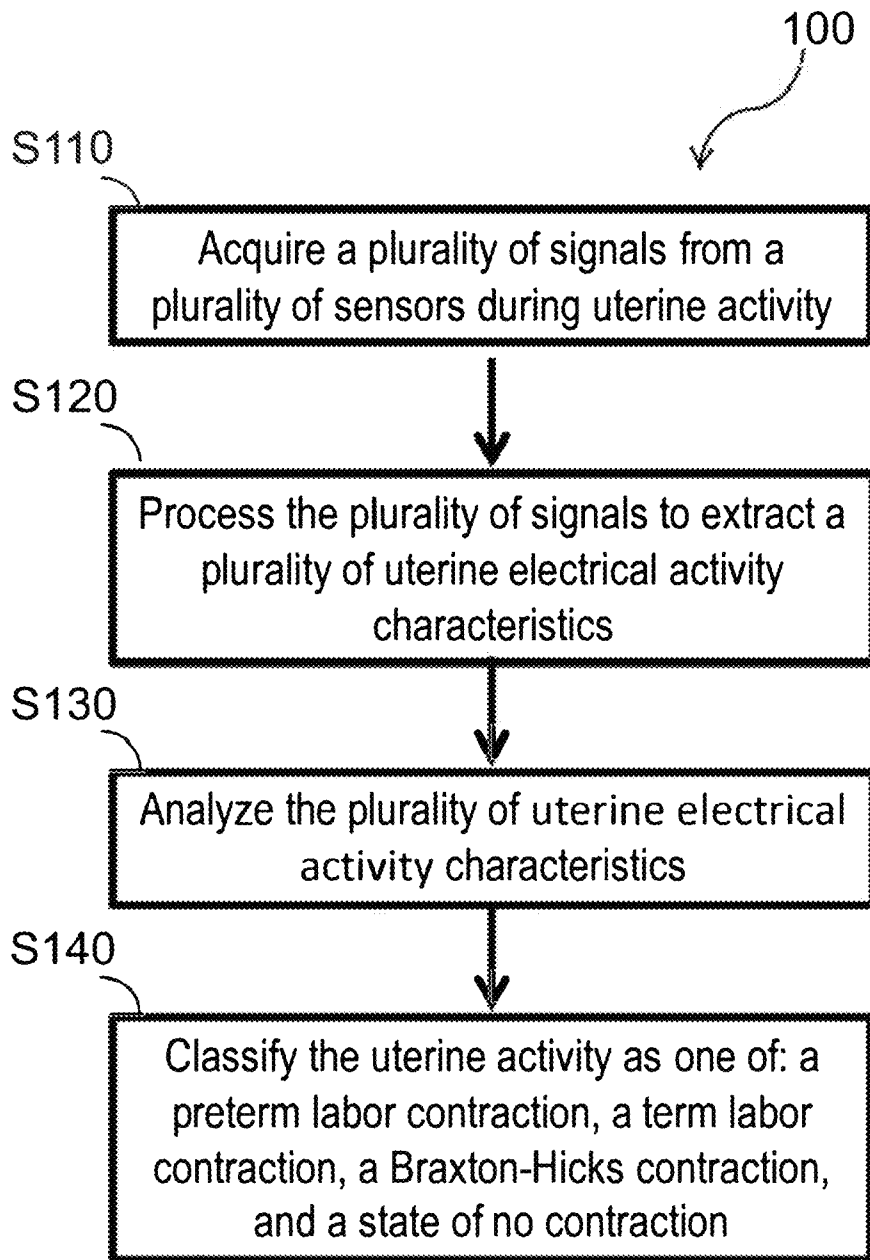 100
S110
Acquire a plurality of signals from a
plurality of sensors during uterine activity
S120
Process the plurality of signals to extract a
plurality of uterine electrical activity
characteristics
S130
Analyze the plurality of uterine electrical
activity characteristics
S140
Classify the uterine activity as one of: a
preterm labor contraction, a term labor
contraction, a Braxton-Hicks contraction,
and a state of no contraction